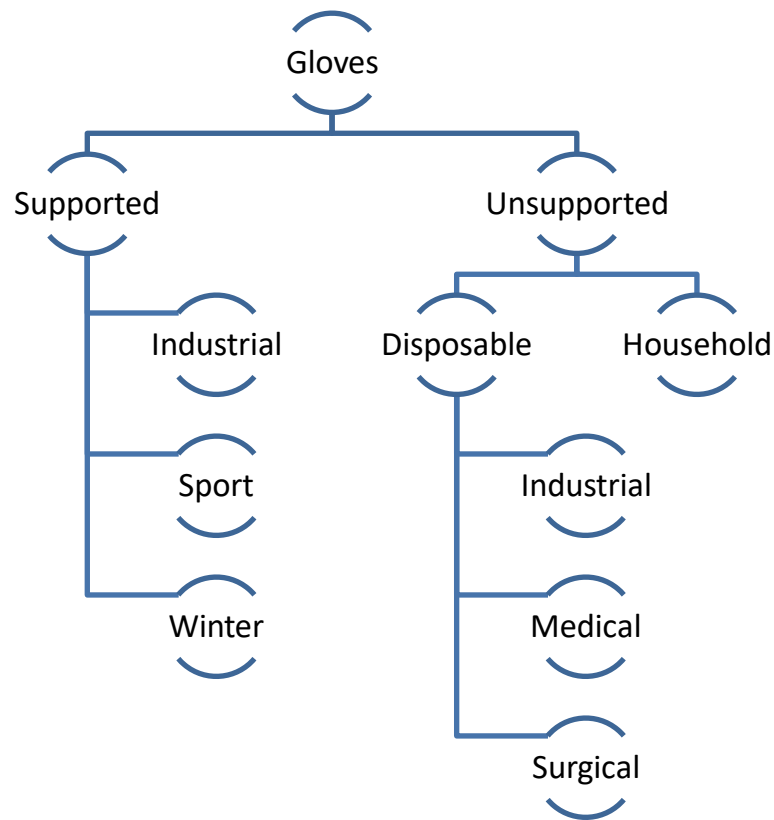 Gloves
Supported
Unsupported
Industrial
Disposable
Household
Sport
Industrial
Winter
Medical
Surgical